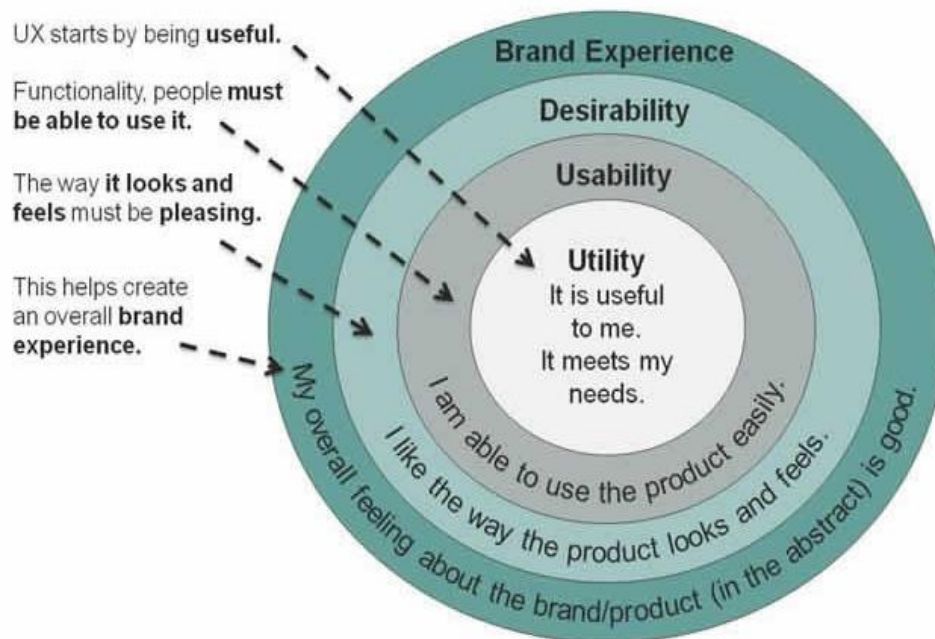 UX starts by being useful.
Functionality, people must
be able to use it.
The way it looks and
feels must be pleasing.
This helps create
an overall brand
experience.
Brand Experience
Desirability
Usability
Utility
It is useful
to me.
It meets my
needs.
I am able to use the product easily.
I like the way the product looks and feels.
My overall feeling about the brand/product (in the abstract) is good.